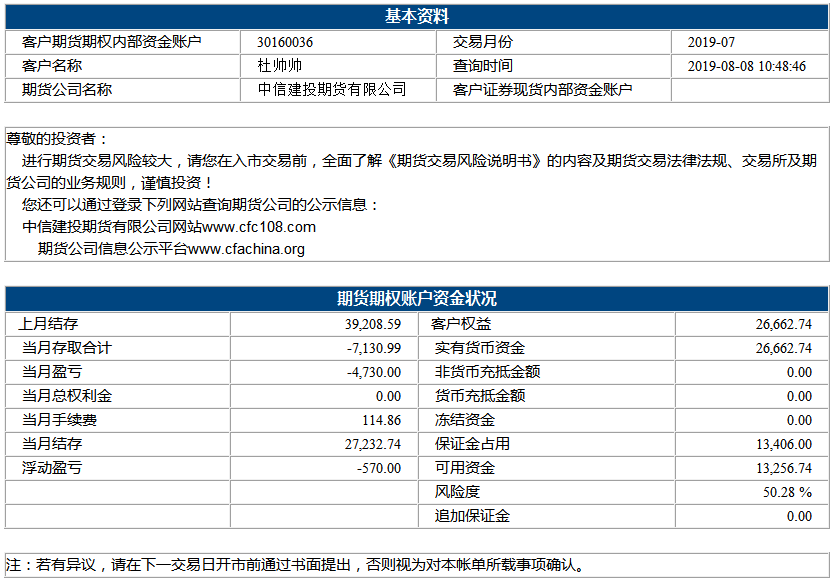 基本资料
客户期货期权内部资金账户 30160036 交易月份 2019-07
客户名称 杜帅帅 查询时间 2019-08-08 10:48:46
期货公司名称 中信建投期货有限公司 客户证券现货内部资金账户
尊敬的投资者：
进行期货交易风险较大，请您在入市交易前，全面了解《期货交易风险说明书》的内容及期货交易法律法规、交易所及期
货公司的业务规则，谨慎投资！
您还可以通过登录下列网站查询期货公司的公示信息：
中信建投期货有限公司网站www.cfc108.com
期货公司信息公示平台www.cfachina.org
期货期权账户资金状况
上月结存 39,208.59 客户权益 26,662.74
当月存取合计 -7,130.99 实有货币资金 26,662.74
当月盈亏 -4,730.00 非货币充抵金额 0.00
当月总权利金 0.00 货币充抵金额 0.00
当月手续费 114.86 冻结资金 0.00
当月结存 27,232.74 保证金占用 13,406.00
浮动盈亏 -570.00 可用资金 13,256.74
风险度 50.28 %
追加保证金 0.00
注：若有异议，请在下一交易日开市前通过书面提出，否则视为对本帐单所载事项确认。